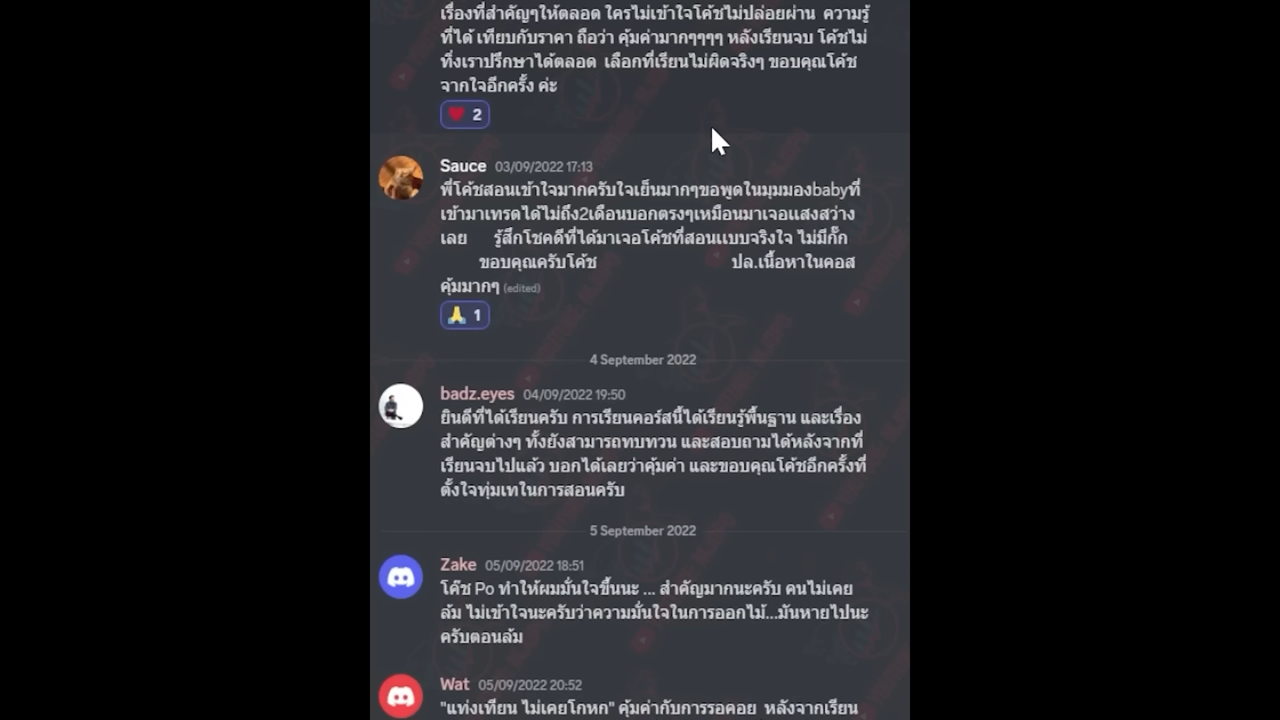 เรื่องที่สำคัญๆให้ตลอด ใครไม่เข้าใจโค้ชไม่ปล่อยผ่าน ความรู้
ที่ได้ เทียบกับราคา ถือว่า คุ้มค่ามากๆๆๆๆ หลังเรียนจบ โค้ชไม่
ทิ้งเราปรึกษาได้ตลอด เลือกที่เรียนไม่ผิดจริงๆ ขอบคุณโค้ช
จากใจอีกครั้ง ค่ะ
2
Sauce 03/09/2022 17:13
พี่โค้ชสอนเข้าใจมากครับใจเย็นมากๆขอพูดในมุมมองbabyที่
เข้ามาเทรดได้ไม่ถึง2เดือนบอกตรงๆเหมือนมาเจอแสงสว่าง
เลย รู้สึกโชคดีที่ได้มาเจอโค้ชที่สอนแบบจริงใจ ไม่มีกั๊ก
ขอบคุณครับโค้ช ปล.เนื้อหาในคอส
คุ้มมากๆ (edited)
1
4 September 2022
badz.eyes 04/09/2022 19:50
ยินดีที่ได้เรียนครับ การเรียนคอร์สนี้ได้เรียนรู้พื้นฐาน และเรื่อง
สำคัญต่างๆ ทั้งยังสามารถทบทวน และสอบถามได้หลังจากที่
เรียนจบไปแล้ว บอกได้เลยว่าคุ้มค่า และขอบคุณโค้ชอีกครั้งที่
ตั้งใจทุ่มเทในการสอนครับ
5 September 2022
Zake 05/09/2022 18:51
โค๊ช Po ทำให้ผมมั่นใจขึ้นนะ ... สำคัญมากนะครับ คนไม่เคย
ล้ม ไม่เข้าใจนะครับว่าความมั่นใจในการออกไม้...มันหายไปนะ
ครับตอนล้ม
Wat 05/09/2022 20:52
"แท่งเทียน ไม่เคยโกหก" คุ้มค่ากับการรอคอย หลังจากเรียน